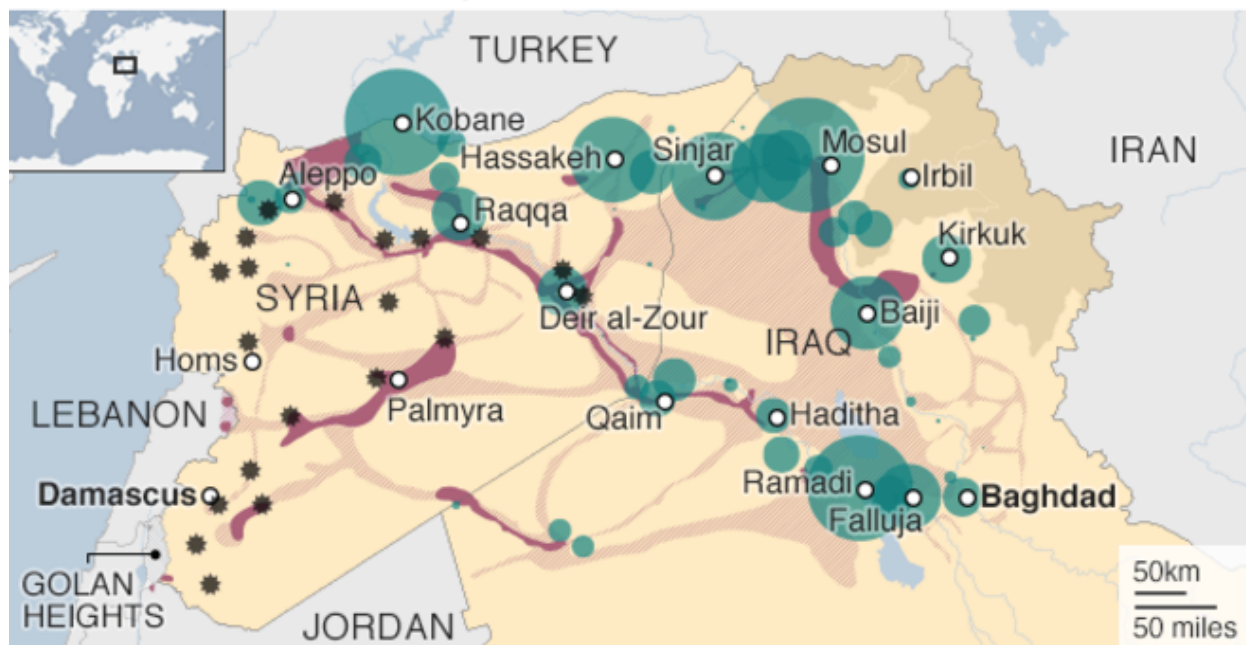 TURKEY
Kobane
Hassakeh
Sinjar
Mosul
IRAN
Aleppo
Irbil
Raqqa
Kirkuk
SYRIA
Deir al-Zour
Baiji
IRAQ
Homs
LEBANON
Palmyra
Qaim
Haditha
Damascus
Ramadi
Baghdad
Falluja
GOLAN
HEIGHTS
JORDAN
50km
50 miles